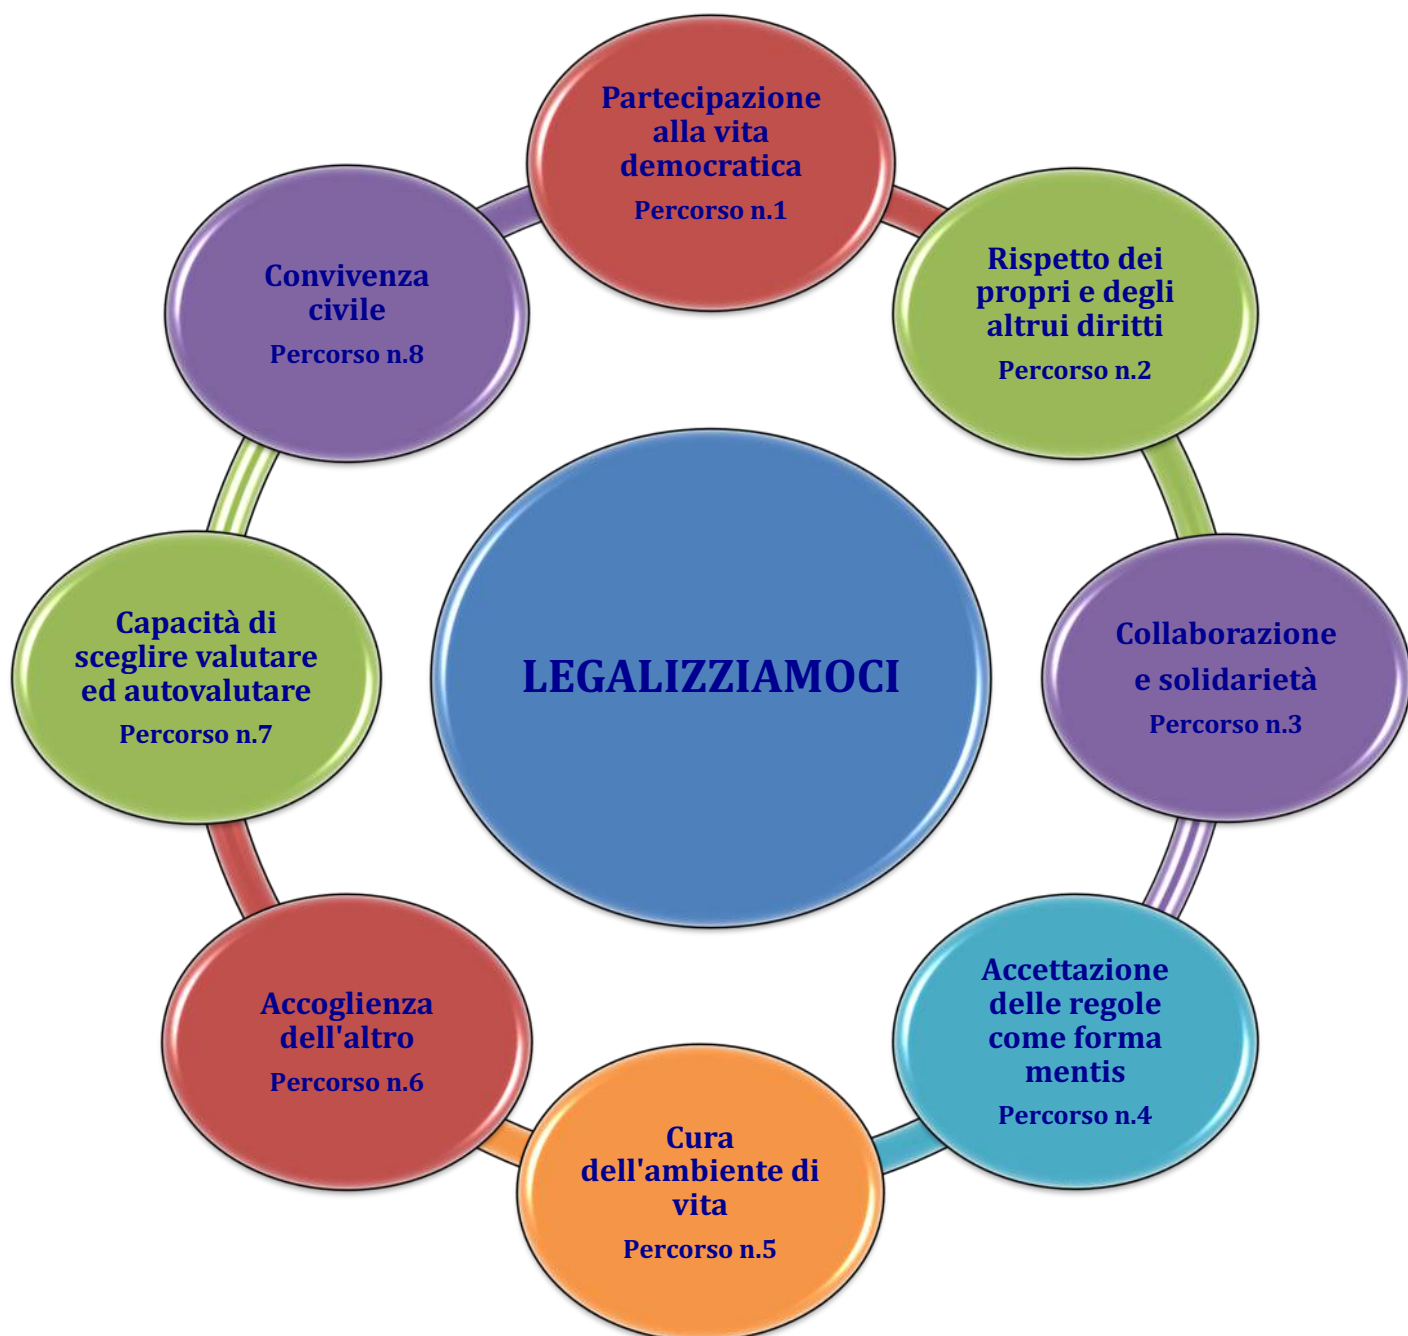 Partecipazione
alla vita
democratica
Percorso n.1
Rispetto dei
propri e degli
altrui diritti
Percorso n.2
Collaborazione
e solidarietà
Percorso n.3
Accettazione
delle regole
come forma
mentis
Percorso n.4
Cura
dell'ambiente di
vita
Percorso n.5
Accoglienza
dell'altro
Percorso n.6
Capacità di
sceglire valutare
ed autovalutare
Percorso n.7
Convivenza
civile
Percorso n.8
LEGALIZZIAMOCI